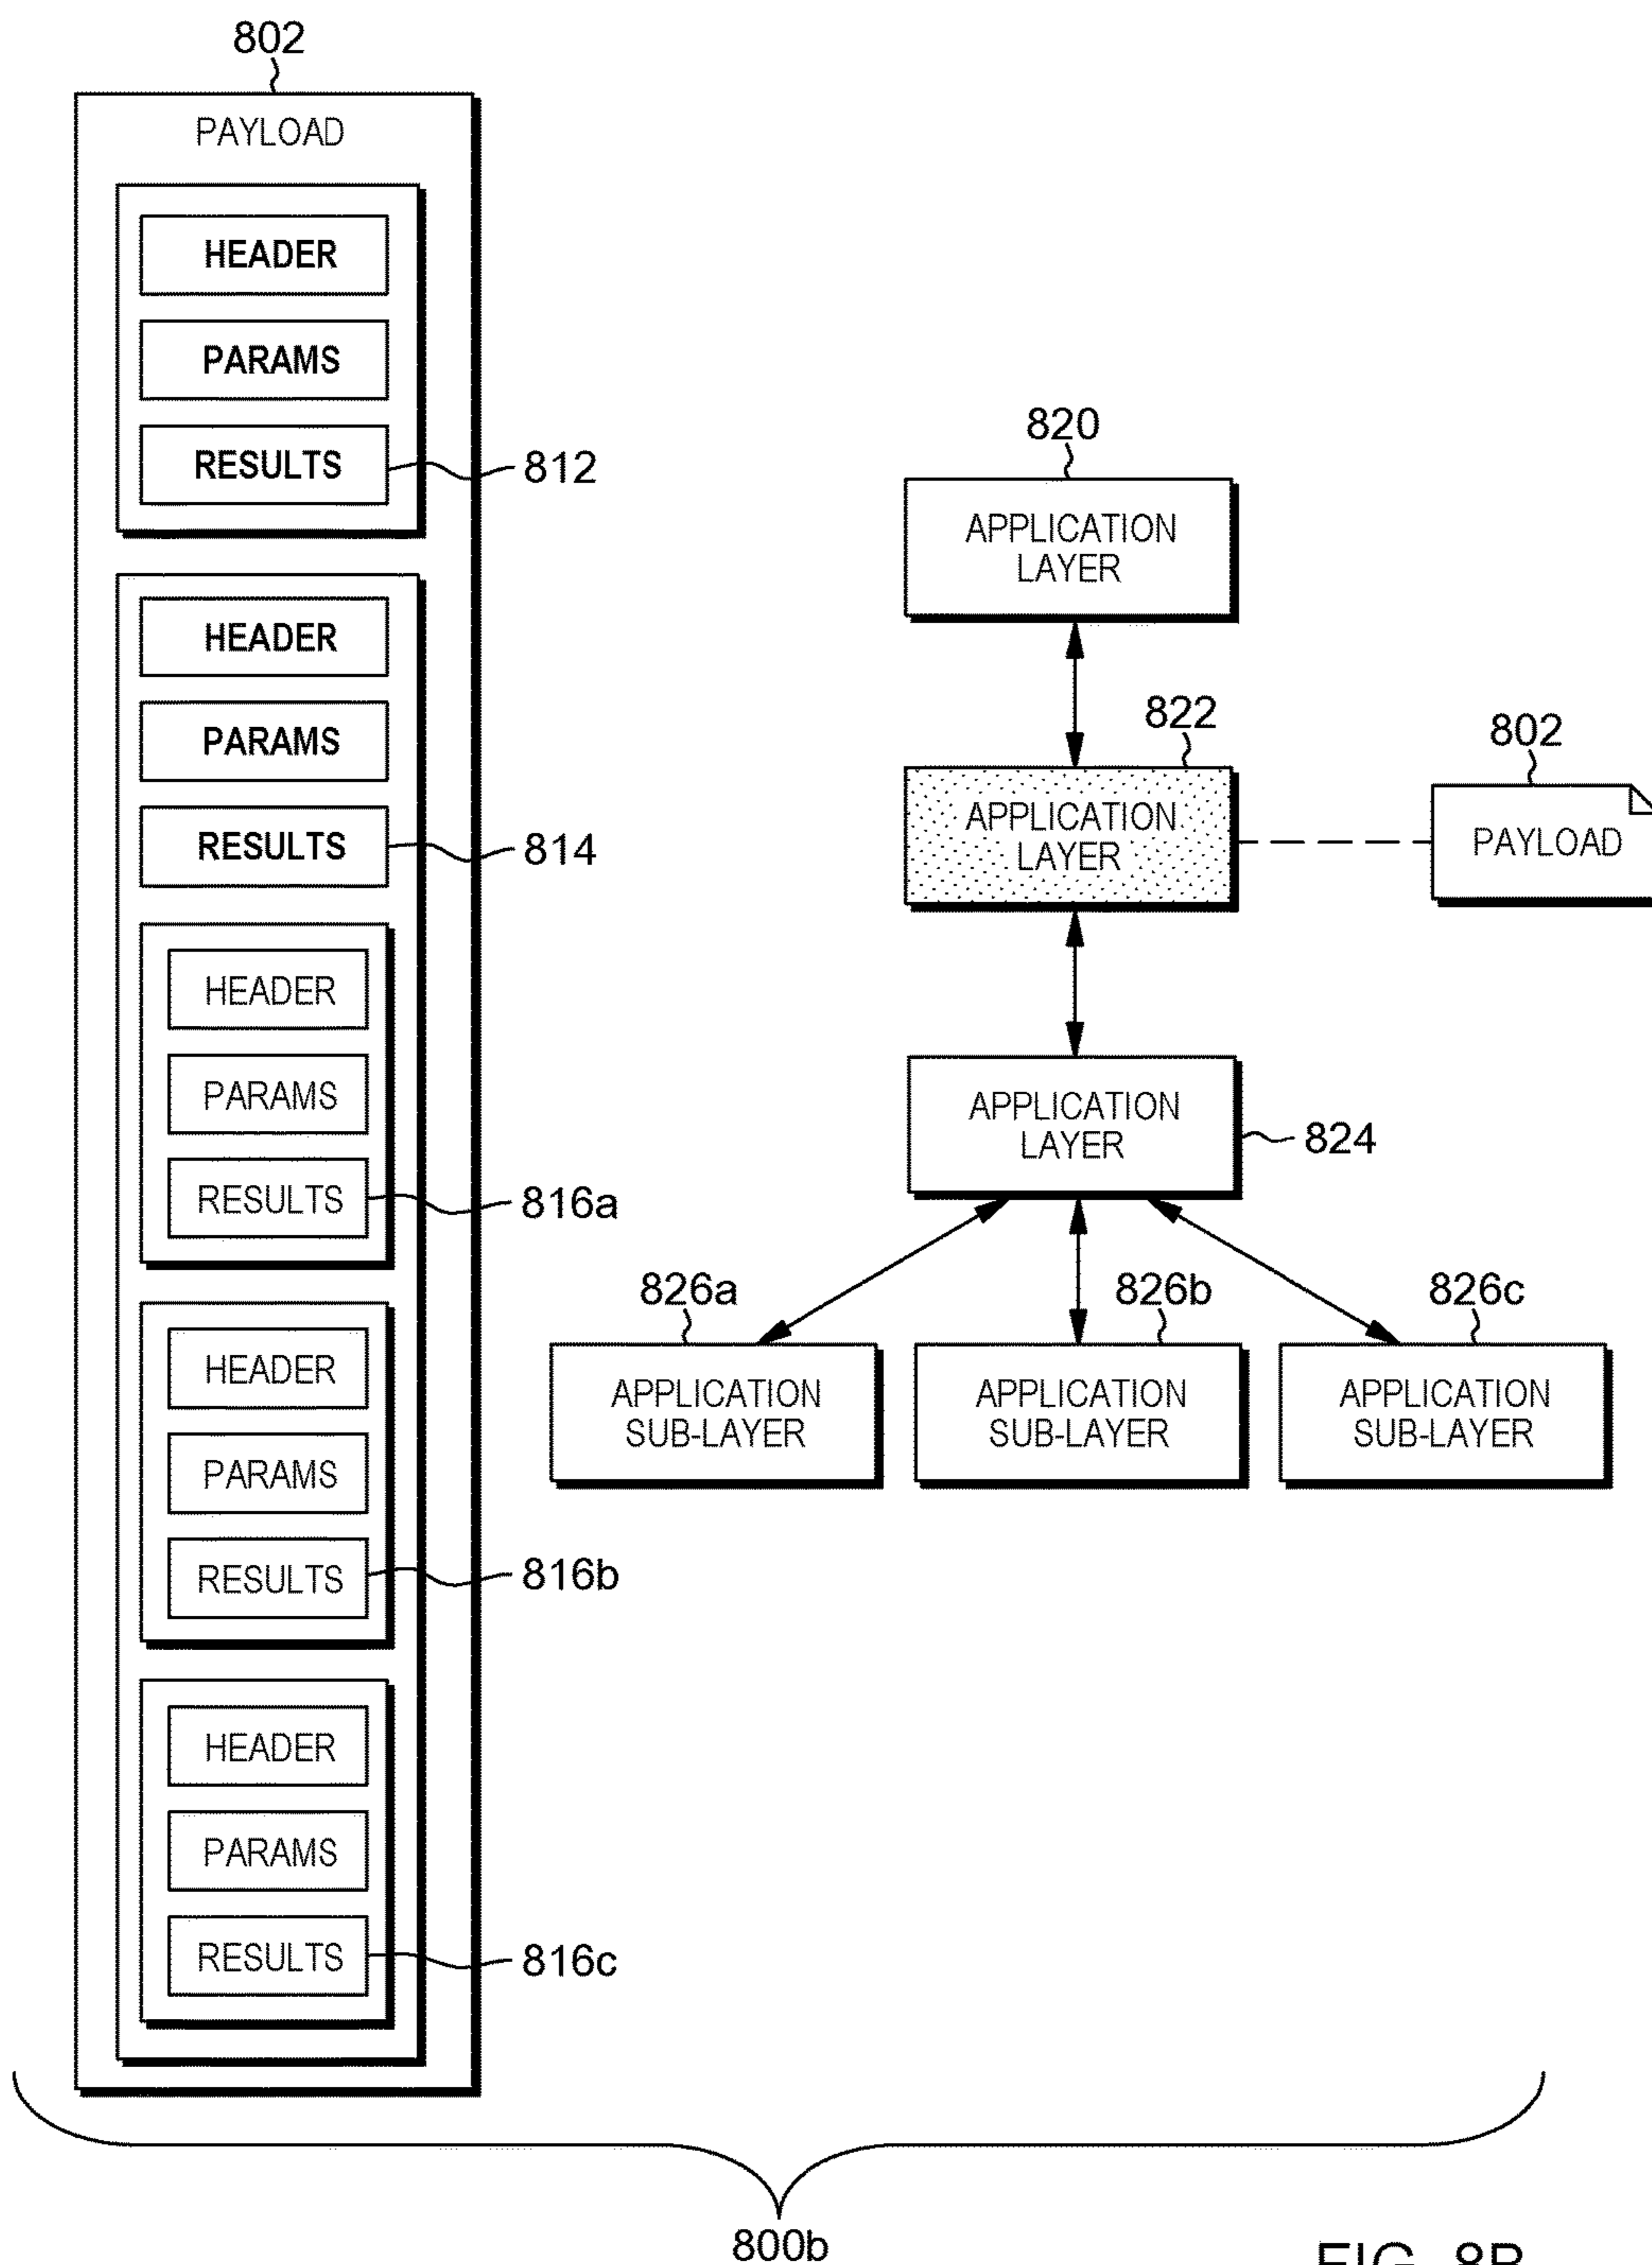 802
PAYLOAD
HEADER
PARAMS
RESULTS
812
HEADER
PARAMS
RESULTS
814
HEADER
PARAMS
RESULTS
816a
HEADER
PARAMS
RESULTS
816b
HEADER
PARAMS
RESULTS
816c
820
APPLICATION
LAYER
822
APPLICATION
LAYER
802
PAYLOAD
APPLICATION
LAYER
824
826a
APPLICATION
SUB-LAYER
826b
APPLICATION
SUB-LAYER
826c
APPLICATION
SUB-LAYER
800b
FIG. 8B